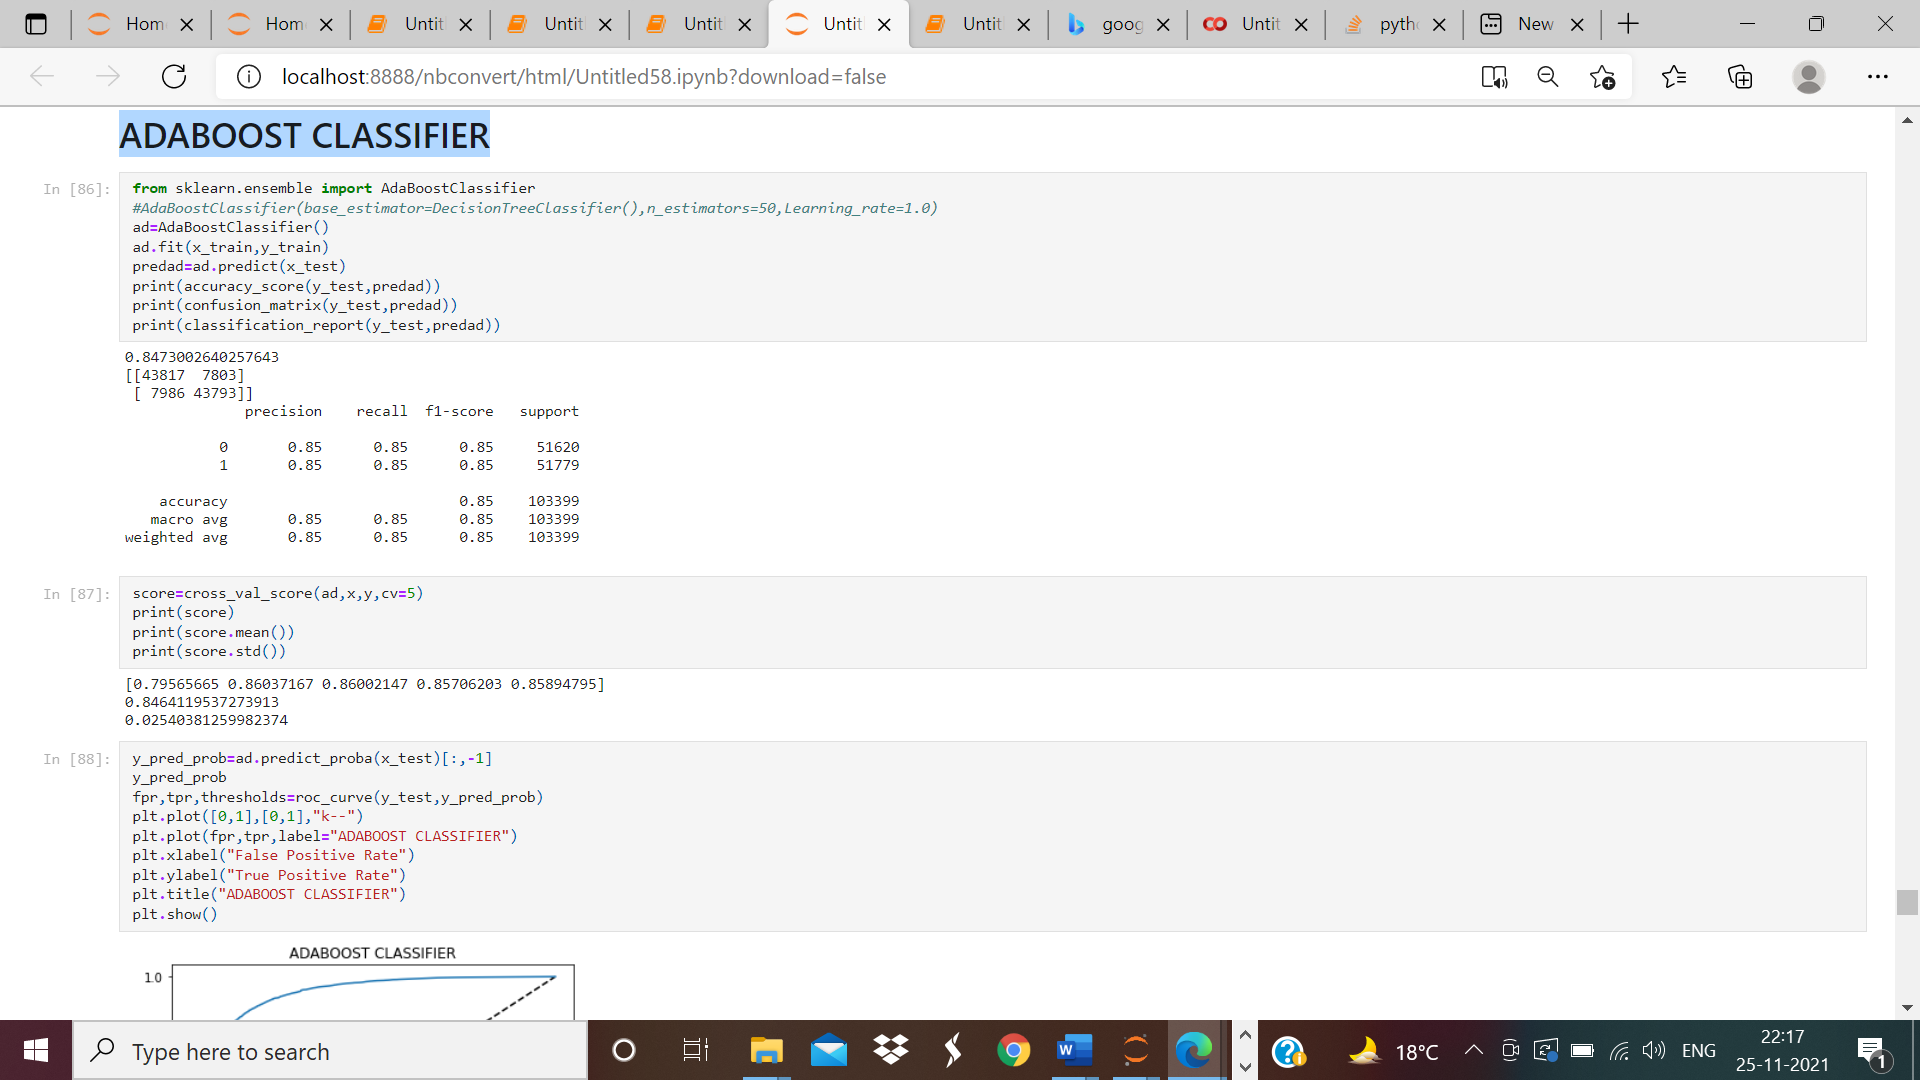 Hom
Hom
Untit
Untit
Untit
Untit
Untit
goog
Untit
pyth
New
localhost:8888/nbconvert/html/Untitled58.ipynb?download=false
ADABOOST CLASSIFIER
In [86]:
from sklearn.ensemble import AdaBoostClassifier
#AdaBoostClassifier(base_estimator=DecisionTreeClassifier(),n_estimators=50,Learning_rate=1.0)
ad=AdaBoostClassifier()
ad.fit(x_train,y_train)
predad=ad.predict(x_test)
print(accuracy_score(y_test,predad))
print(confusion_matrix(y_test,predad))
print(classification_report(y_test,predad))
0.8473002640257643
[[43817 7803]
[ 7986 43793]]
precision recall f1-score support
0 0.85 0.85 0.85 51620
1 0.85 0.85 0.85 51779
accuracy 0.85 103399
macro avg 0.85 0.85 0.85 103399
weighted avg 0.85 0.85 0.85 103399
In [87]:
score=cross_val_score(ad,x,y,cv=5)
print(score)
print(score.mean())
print(score.std())
[0.79565665 0.86037167 0.86002147 0.85706203 0.85894795]
0.8464119537273913
0.02540381259982374
In [88]:
y_pred_prob=ad.predict_proba(x_test)[:,-1]
y_pred_prob
fpr,tpr,thresholds=roc_curve(y_test,y_pred_prob)
plt.plot([0,1],[0,1],"k--")
plt.plot(fpr,tpr,label="ADABOOST CLASSIFIER")
plt.xlabel("False Positive Rate")
plt.ylabel("True Positive Rate")
plt.title("ADABOOST CLASSIFIER")
plt.show()
ADABOOST CLASSIFIER
1.0
Type here to search
18°C
ENG
22:17
25-11-2021
1